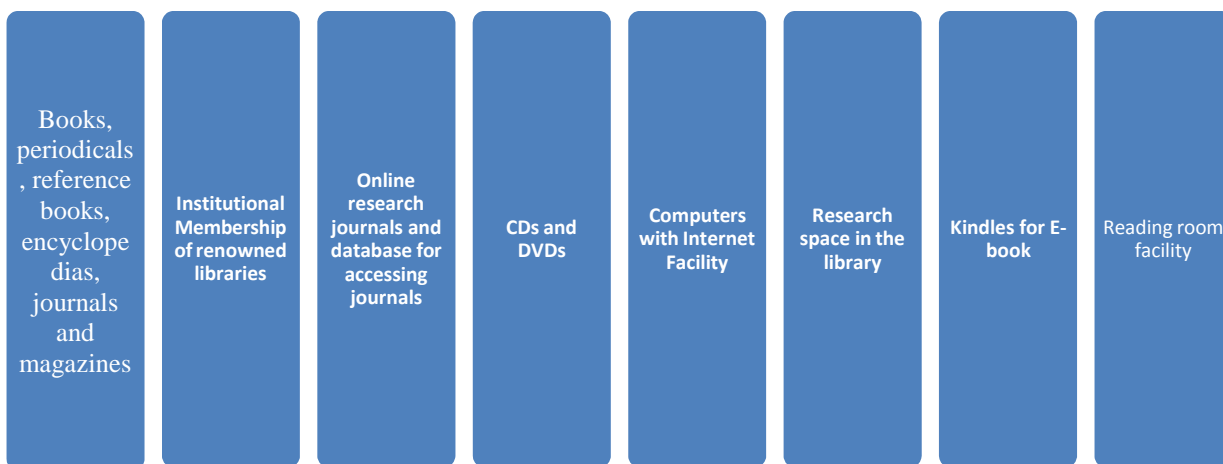 Books,
periodicals
, reference
books,
encyclope
dias,
journals
and
magazines
Institutional
Membership
of renowned
libraries
Online
research
journals and
database for
accessing
journals
CDs and
DVDs
Computers
with Internet
Facility
Research
space in the
library
Kindles for E-
book
Reading room
facility